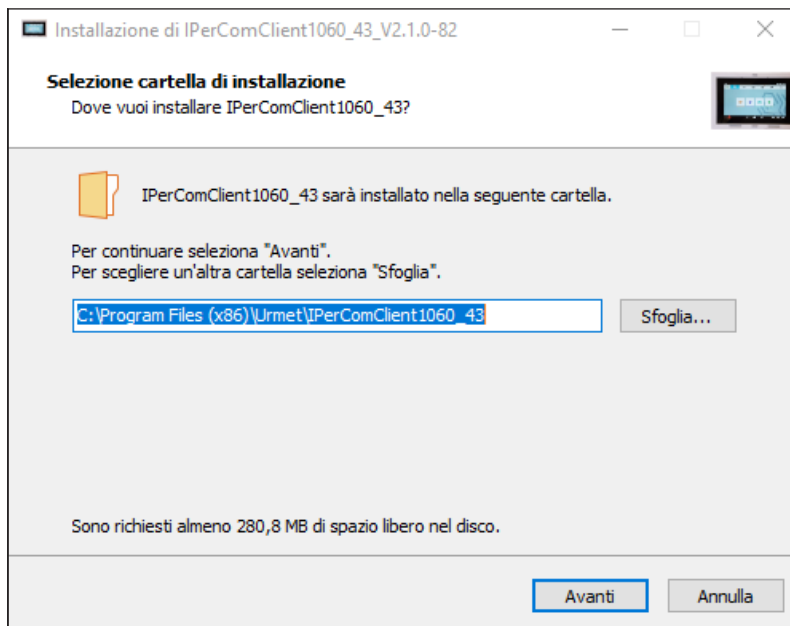 Installazione di IPerComClient1060_43_V2.1.0-82
Selezione cartella di installazione
Dove vuoi installare IPerComClient1060_43?
IPerComClient1060_43 sarà installato nella seguente cartella.
Per continuare seleziona "Avanti".
Per scegliere un'altra cartella seleziona "Sfoglia".
C:\Program Files (x86)\Urmet\IPerComClient1060_43
Sfoglia...
Sono richiesti almeno 280,8 MB di spazio libero nel disco.
Avanti
Annulla